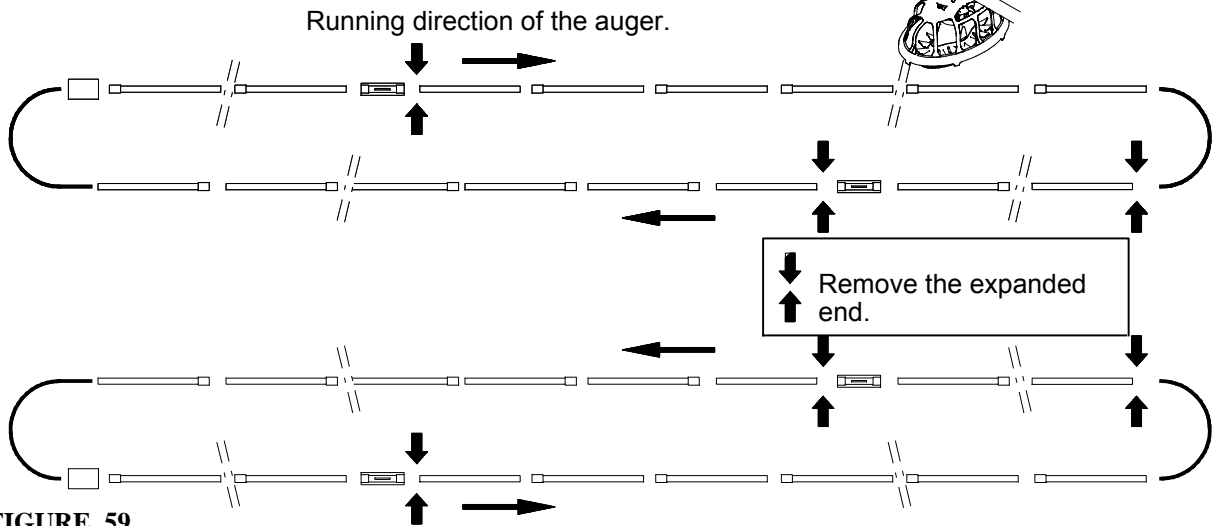 Running direction of the auger.
Remove the expanded
end.
FIGURE 59